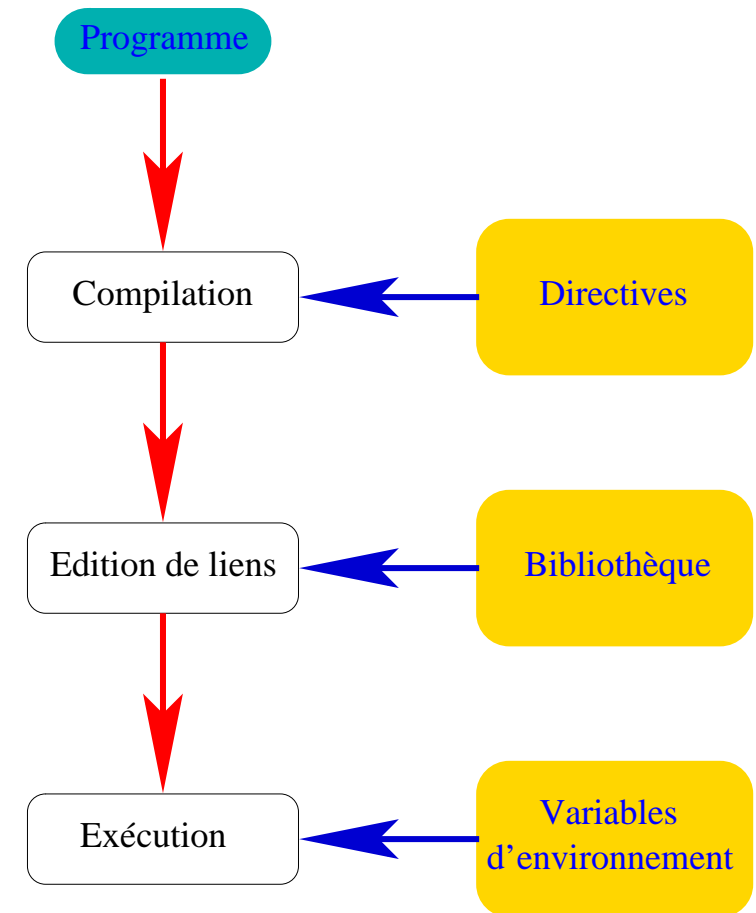 Programme
Compilation
Directives
Edition de liens
Bibliothèque
Exécution
Variables
d'environnement